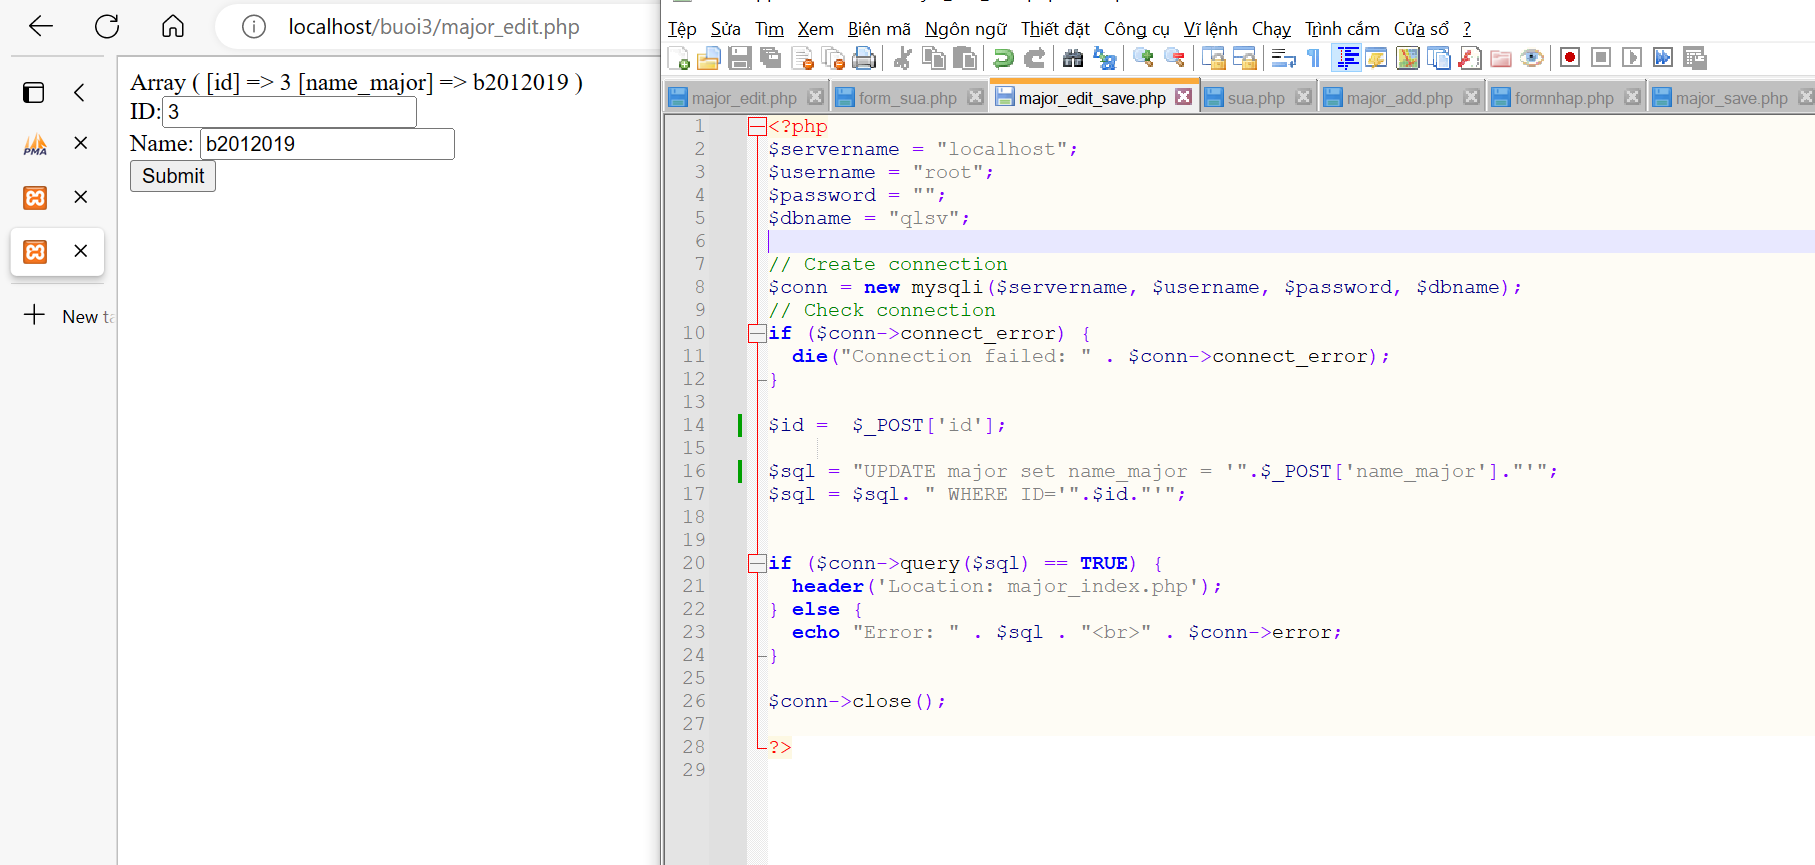 localhost/buoi3/major_edit.php
PMA
New ta
Array ( [id] => 3 [name_major] => b2012019 )
ID: 3
Name: b2012019
Submit
Tệp Sửa Tìm Xem Biên mã Ngôn ngữ Thiết đặt Công cụ Vĩ lệnh Chạy Trình cắm Cửa sổ ?
major_edit.php form_sua.php major_edit_save.php sua.php major_add.php formnhap.php major_save.php
1 <?php
2 $servername = "localhost";
3 $username = "root";
4 $password = "";
5 $dbname = "qlsv";
6
7 // Create connection
8 $conn = new mysqli($servername, $username, $password, $dbname);
9 // Check connection
10 if ($conn->connect_error) {
11 die("Connection failed: " . $conn->connect_error);
12 }
13
14 $id =  $_POST['id'];
15
16 $sql = "UPDATE major set name_major = '".$_POST['name_major']."'";
17 $sql = $sql. " WHERE ID='".$id."'";
18
19
20 if ($conn->query($sql) == TRUE) {
21 header('Location: major_index.php');
22 } else {
23 echo "Error: " . $sql . "<br>" . $conn->error;
24 }
25
26 $conn->close();
27
28 ?>
29